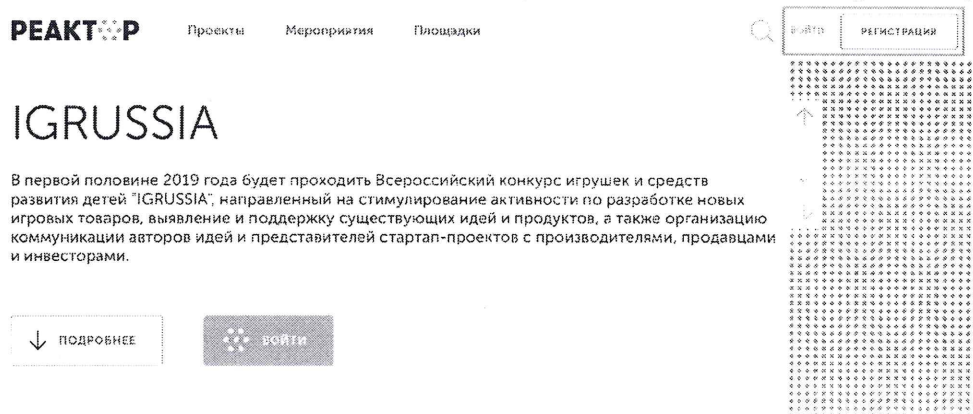 РЕАКТОР Проекты Мероприятия Площадки ВОЙТИ РЕГИСТРАЦИЯ
IGRUSSIA
В первой половине 2019 года будет проходить Всероссийский конкурс игрушек и средств
развития детей "IGRUSSIA", направленный на стимулирование активности по разработке новых
игровых товаров, выявление и поддержку существующих идей и продуктов, а также организацию
коммуникации авторов идей и представителей стартап-проектов с производителями, продавцами
и инвесторами.
ПОДРОБНЕЕ ВОЙТИ